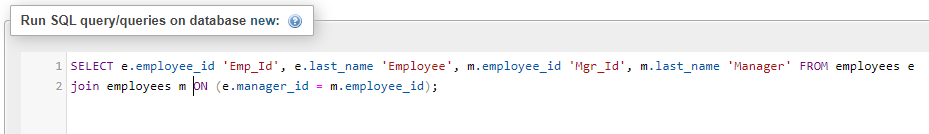 Run SQL query/queries on database new:
1 SELECT e.employee_id 'Emp_Id', e.last_name 'Employee', m.employee_id 'Mgr_Id', m.last_name 'Manager' FROM employees e
2 join employees m ON (e.manager_id = m.employee_id);